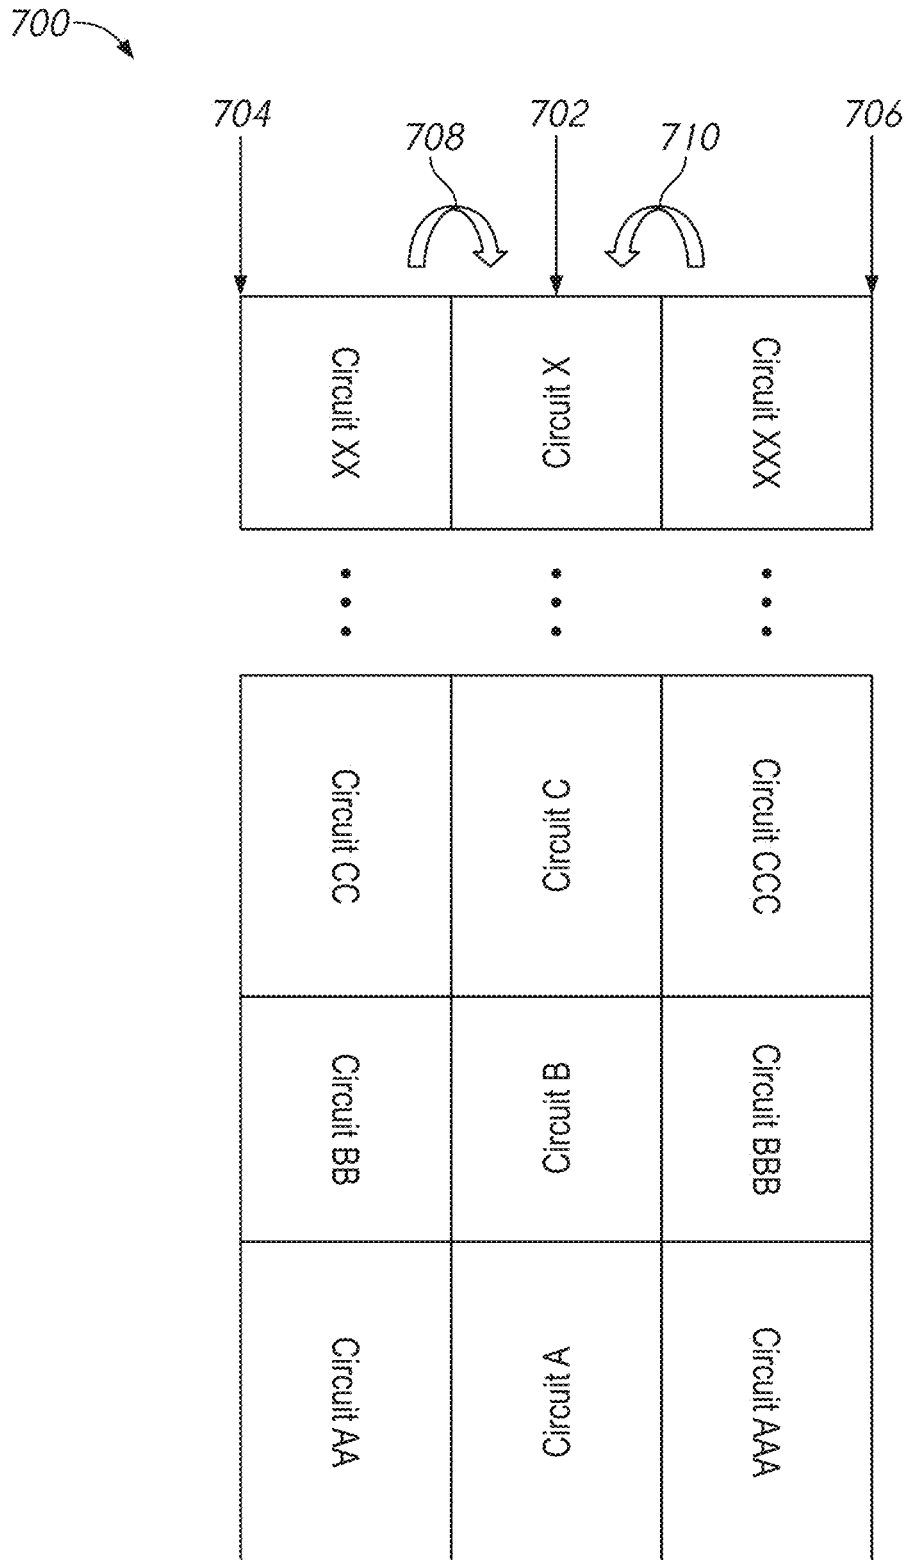 700
704
708
702
710
706
Circuit XX
Circuit X
Circuit XXX
Circuit CC
Circuit C
Circuit CCC
Circuit BB
Circuit B
Circuit BBB
Circuit AA
Circuit A
Circuit AAA